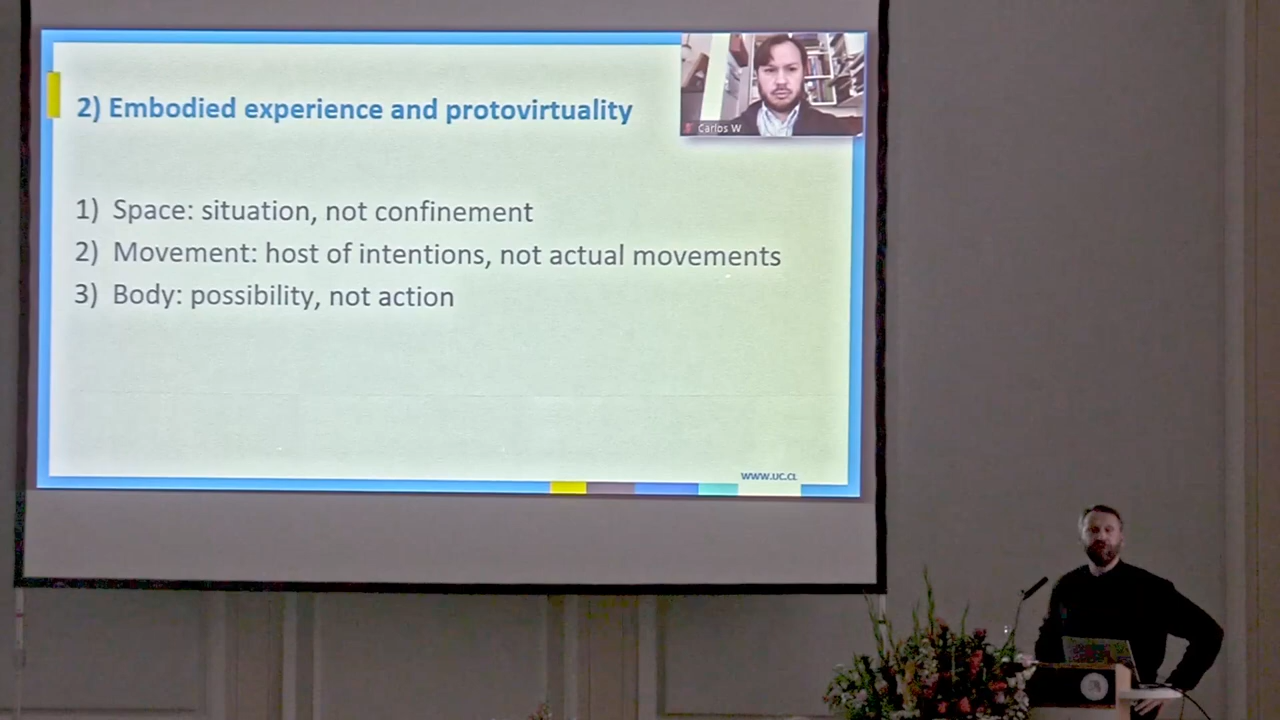 2) Embodied experience and protovirtuality
Carlos W
1) Space: situation, not confinement
2) Movement: host of intentions, not actual movements
3) Body: possibility, not action
WWW.UC.CL